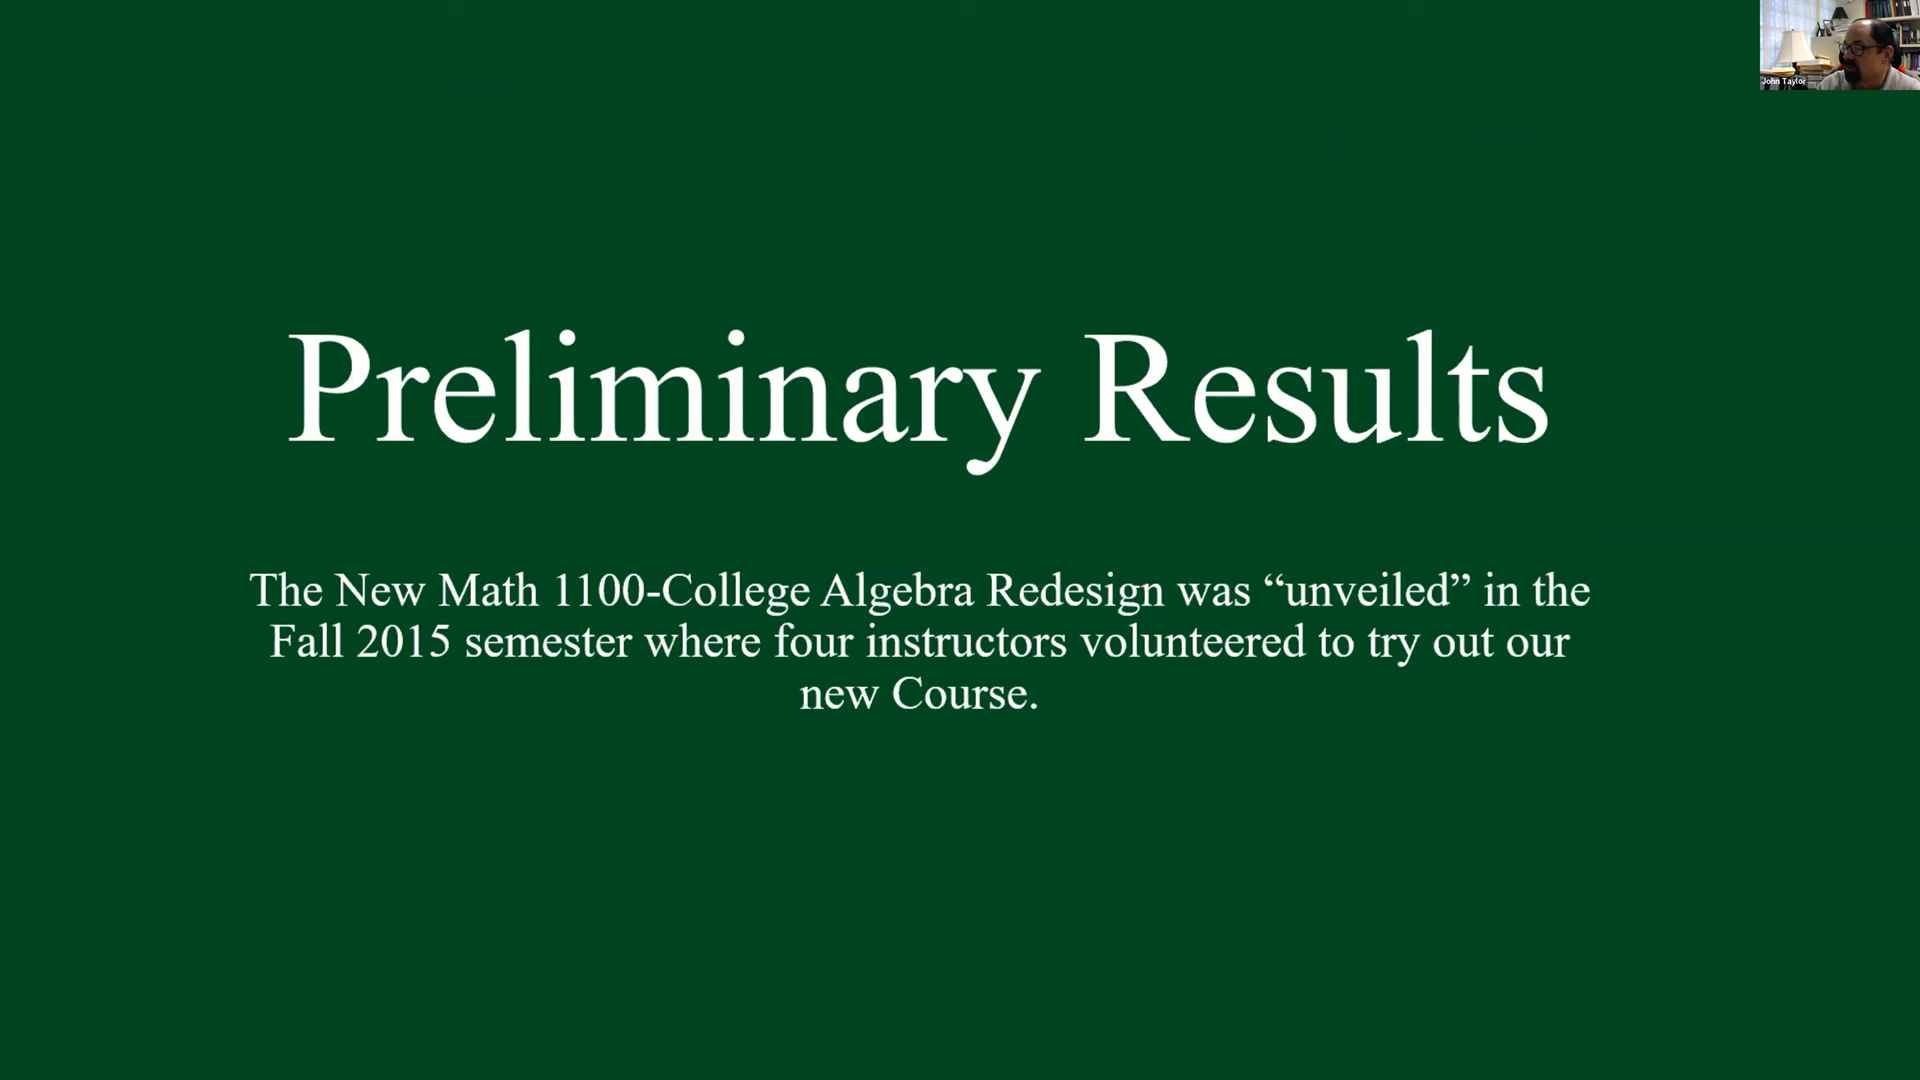 John Taylor
Preliminary Results
The New Math 1100-College Algebra Redesign was “unveiled” in the
Fall 2015 semester where four instructors volunteered to try out our
new Course.